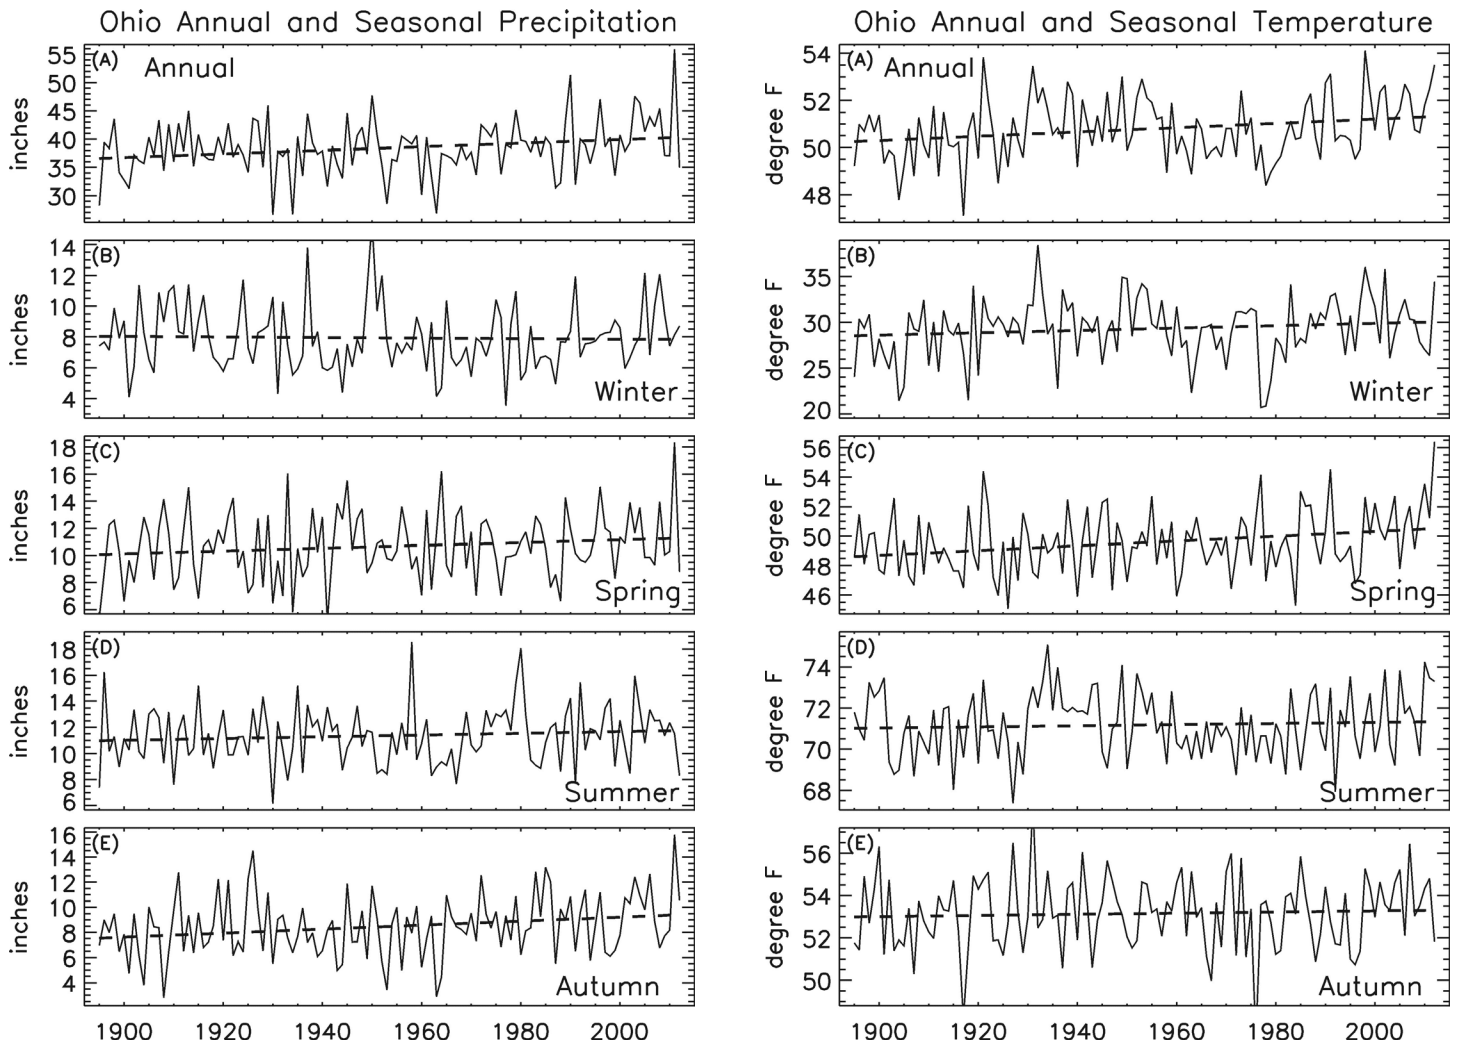 Ohio Annual and Seasonal Precipitation
(A) Annual
inches
55
50
45
40
35
30
(B)
inches
14
12
10
8
6
4
Winter
(C)
inches
18
16
14
12
10
8
6
Spring
(D)
inches
18
16
14
12
10
8
6
Summer
(E)
inches
16
14
12
10
8
6
4
Autumn
1900 1920 1940 1960 1980 2000
Ohio Annual and Seasonal Temperature
(A) Annual
degree F
54
52
50
48
(B)
degree F
35
30
25
20
Winter
(C)
degree F
56
54
52
50
48
46
Spring
(D)
degree F
74
72
70
68
Summer
(E)
degree F
56
54
52
50
Autumn
1900 1920 1940 1960 1980 2000